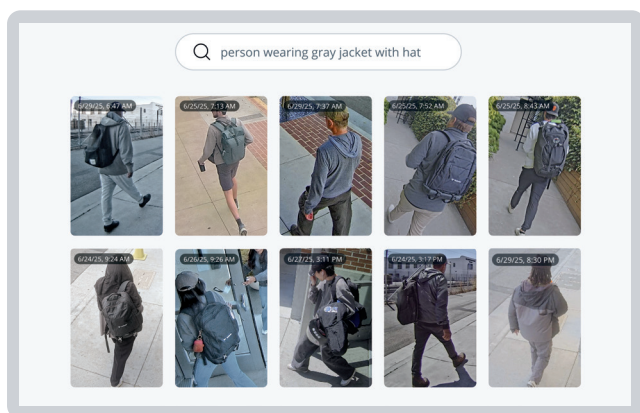 person wearing gray jacket with hat
6/29/25, 6:47 AM
6/25/25, 7:13 AM
6/29/25, 7:37 AM
6/25/25, 7:52 AM
6/25/25, 8:43 AM
6/24/25, 9:24 AM
6/26/25, 9:26 AM
6/27/25, 3:11 PM
6/24/25, 3:17 PM
6/29/25, 8:30 PM